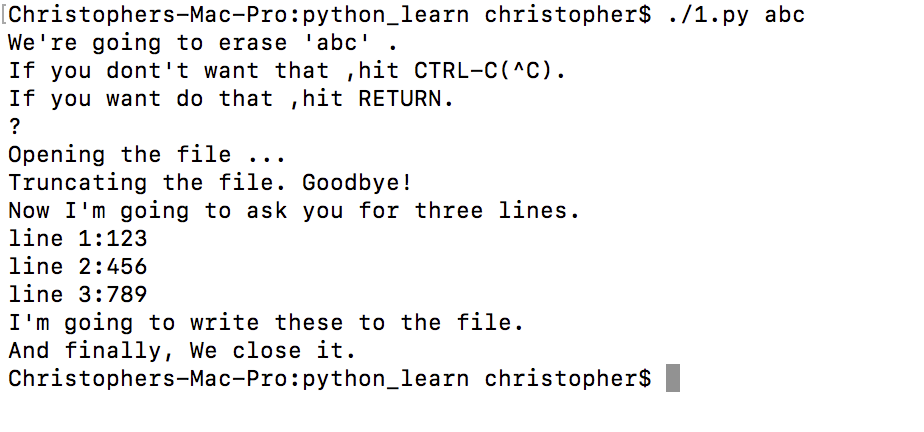 [Christophers-Mac-Pro:python_learn christopher$ ./1.py abc
We're going to erase 'abc' .
If you dont't want that ,hit CTRL-C(^C).
If you want do that ,hit RETURN.
?
Opening the file ...
Truncating the file. Goodbye!
Now I'm going to ask you for three lines.
line 1:123
line 2:456
line 3:789
I'm going to write these to the file.
And finally, We close it.
Christophers-Mac-Pro:python_learn christopher$